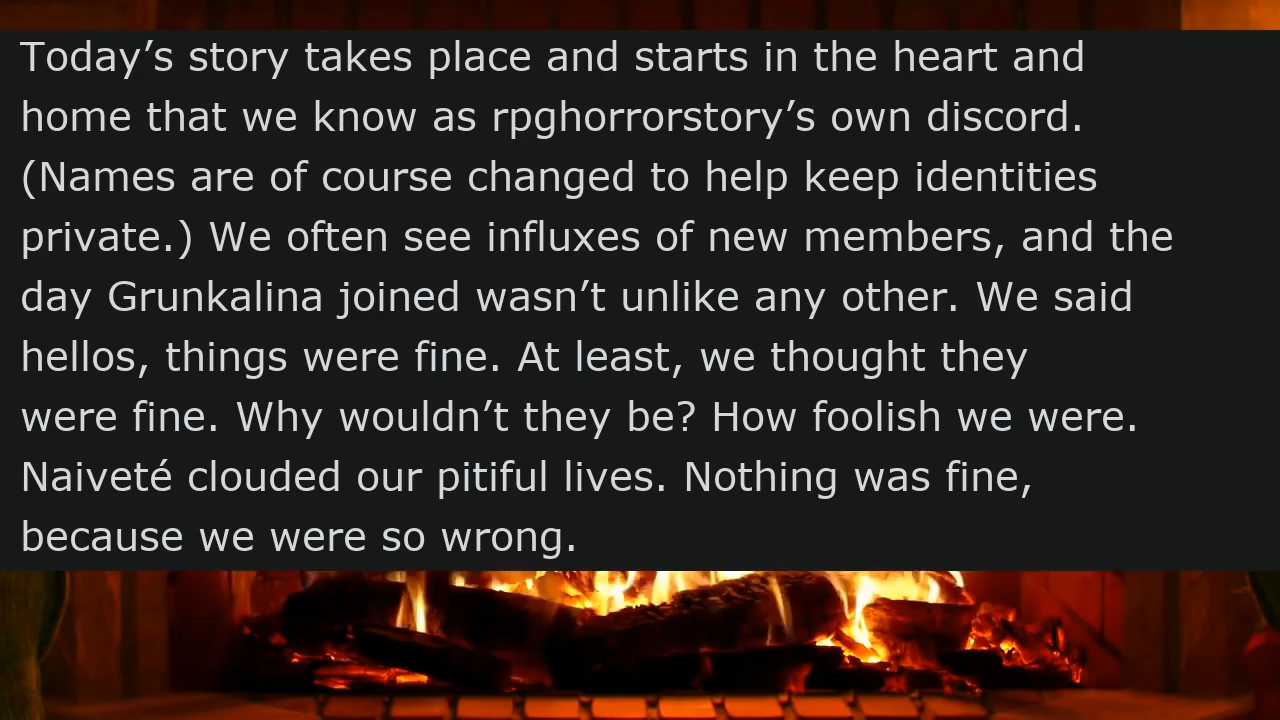 Today’s story takes place and starts in the heart and
home that we know as rpghorrorstory’s own discord.
(Names are of course changed to help keep identities
private.) We often see influxes of new members, and the
day Grunkalina joined wasn’t unlike any other. We said
hellos, things were fine. At least, we thought they
were fine. Why wouldn’t they be? How foolish we were.
Naiveté clouded our pitiful lives. Nothing was fine,
because we were so wrong.